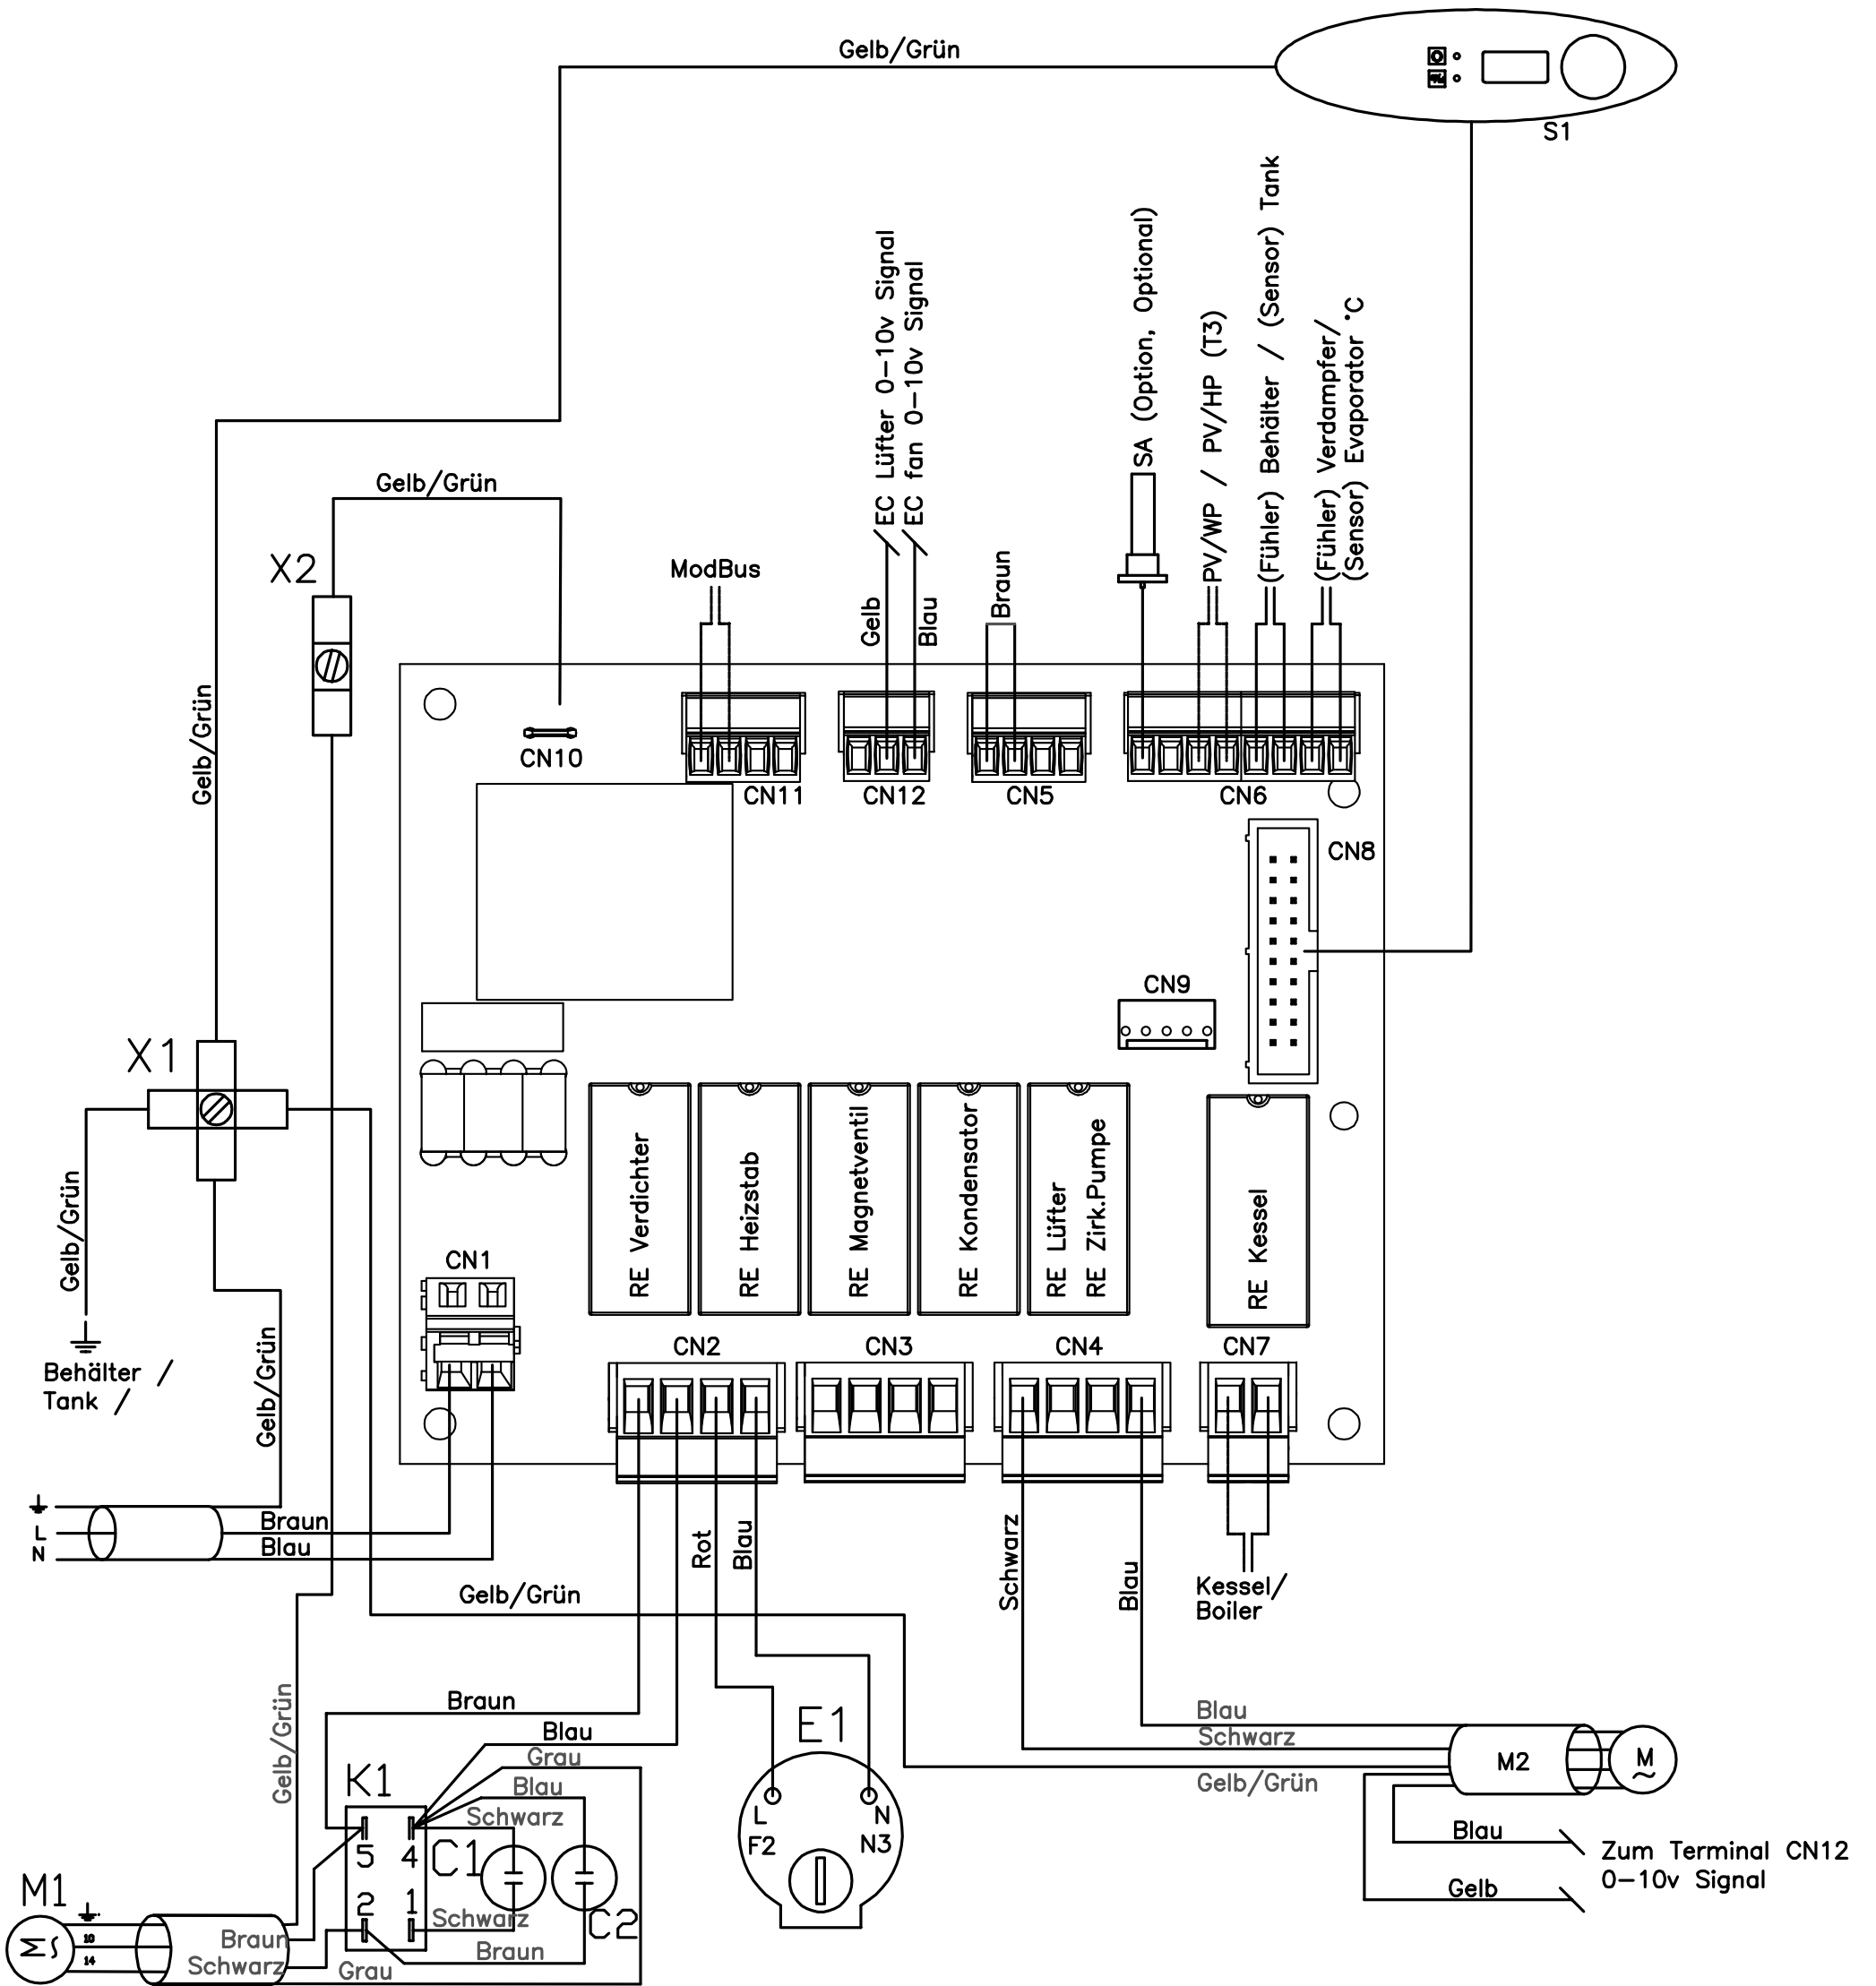 Gelb/Grün
S1
Gelb/Grün
X2
ModBus
EC Lüfter 0-10v Signal
EC fan 0-10v Signal
Gelb
Blau
Braun
SA (Option, Optional)
PV/WP / PV/HP (T3)
(Fühler) Behälter / (Sensor) Tank
(Fühler) Verdampfer/
(Sensor) Evaporator °C
Gelb/Grün
CN10
CN11
CN12
CN5
CN6
CN8
CN9
X1
Gelb/Grün
RE Verdichter
RE Heizstab
RE Magnetventil
RE Kondensator
RE Lüfter
RE Zirk.Pumpe
RE Kessel
CN1
CN2
CN3
CN4
CN7
Behälter /
Tank /
Gelb/Grün
L
N
Braun
Blau
Rot
Blau
Schwarz
Blau
Kessel/
Boiler
Gelb/Grün
Gelb/Grün
Braun
Blau
Grau
Blau
Schwarz
K1
5
4
2
1
C1
C2
Schwarz
Braun
Grau
M1
10
14
Braun
Schwarz
E1
L
N
F2
N3
Blau
Schwarz
Gelb/Grün
M2
M
Blau
Gelb
Zum Terminal CN12
0-10v Signal